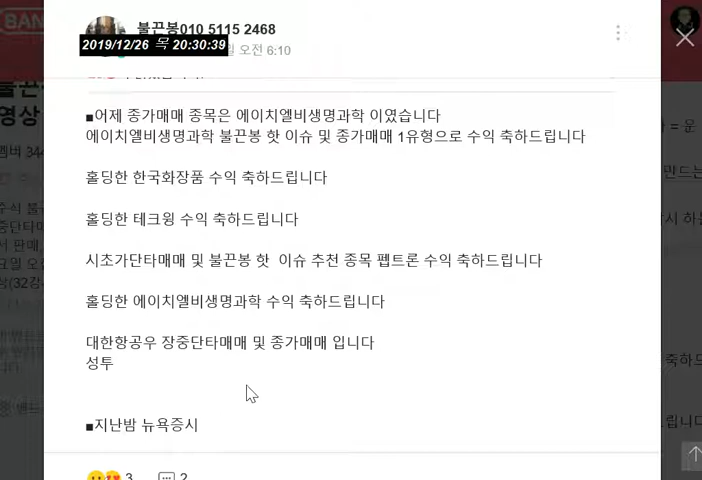 불끈봉010 5115 2468
2019/12/26 목 20:30:39
일 오전 6:10
■어제 종가매매 종목은 에이치엘비생명과학 이였습니다
에이치엘비생명과학 불끈봉 핫 이슈 및 종가매매 1유형으로 수익 축하드립니다
홀딩한 한국화장품 수익 축하드립니다
홀딩한 테크윙 수익 축하드립니다
시초가단타매매 및 불끈봉 핫 이슈 추천 종목 펩트론 수익 축하드립니다
홀딩한 에이치엘비생명과학 수익 축하드립니다
대한항공우 장중단타매매 및 종가매매 입니다
성투
■지난밤 뉴욕증시
3
2